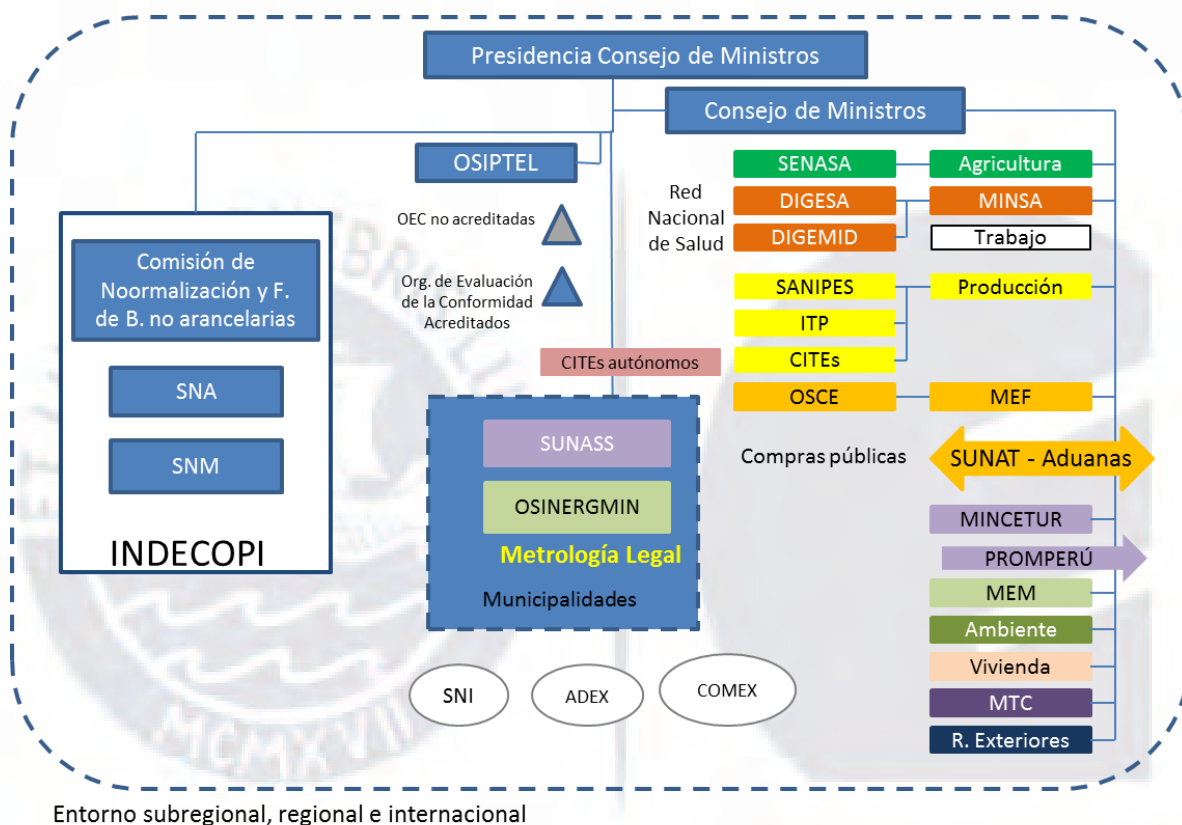 Presidencia Consejo de Ministros
Consejo de Ministros
OSIPTEL
SENASA
Agricultura
Red
Nacional
de Salud
DIGESA
MINSA
DIGEMID
Trabajo
OEC no acreditadas
Org. de Evaluación
de la Conformidad
Acreditados
Comisión de
Noormalización y F.
de B. no arancelarias
SNA
SNM
INDECOPI
SANIPES
Producción
ITP
CITEs autónomos
CITEs
OSCE
MEF
SUNASS
OSINERGMIN
Metrología Legal
Municipalidades
Compras públicas
SUNAT - Aduanas
MINCETUR
PROMPERÚ
MEM
Ambiente
Vivienda
MTC
R. Exteriores
SNI
ADEX
COMEX
MCMXVII
Entorno subregional, regional e internacional